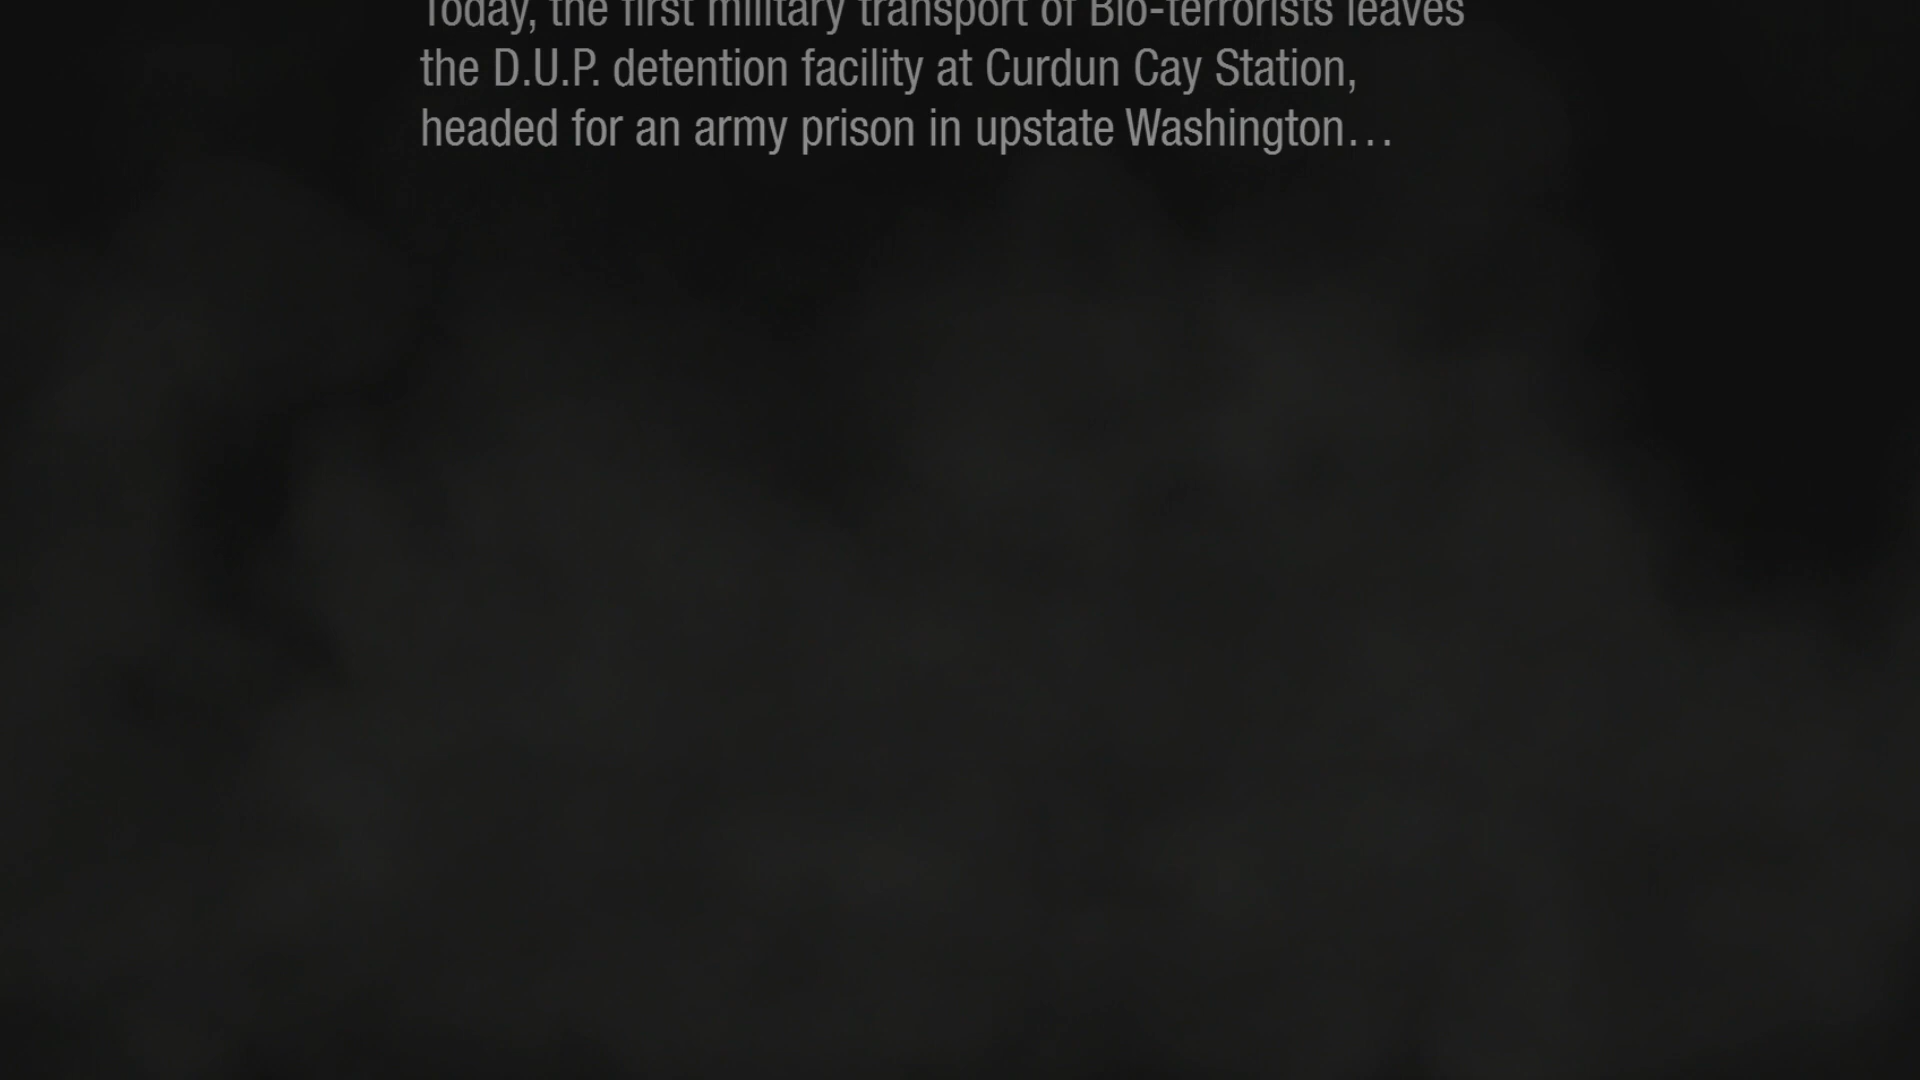 Today, the first military transport of Bio-terrorists leaves
the D.U.P. detention facility at Curdun Cay Station,
headed for an army prison in upstate Washington…